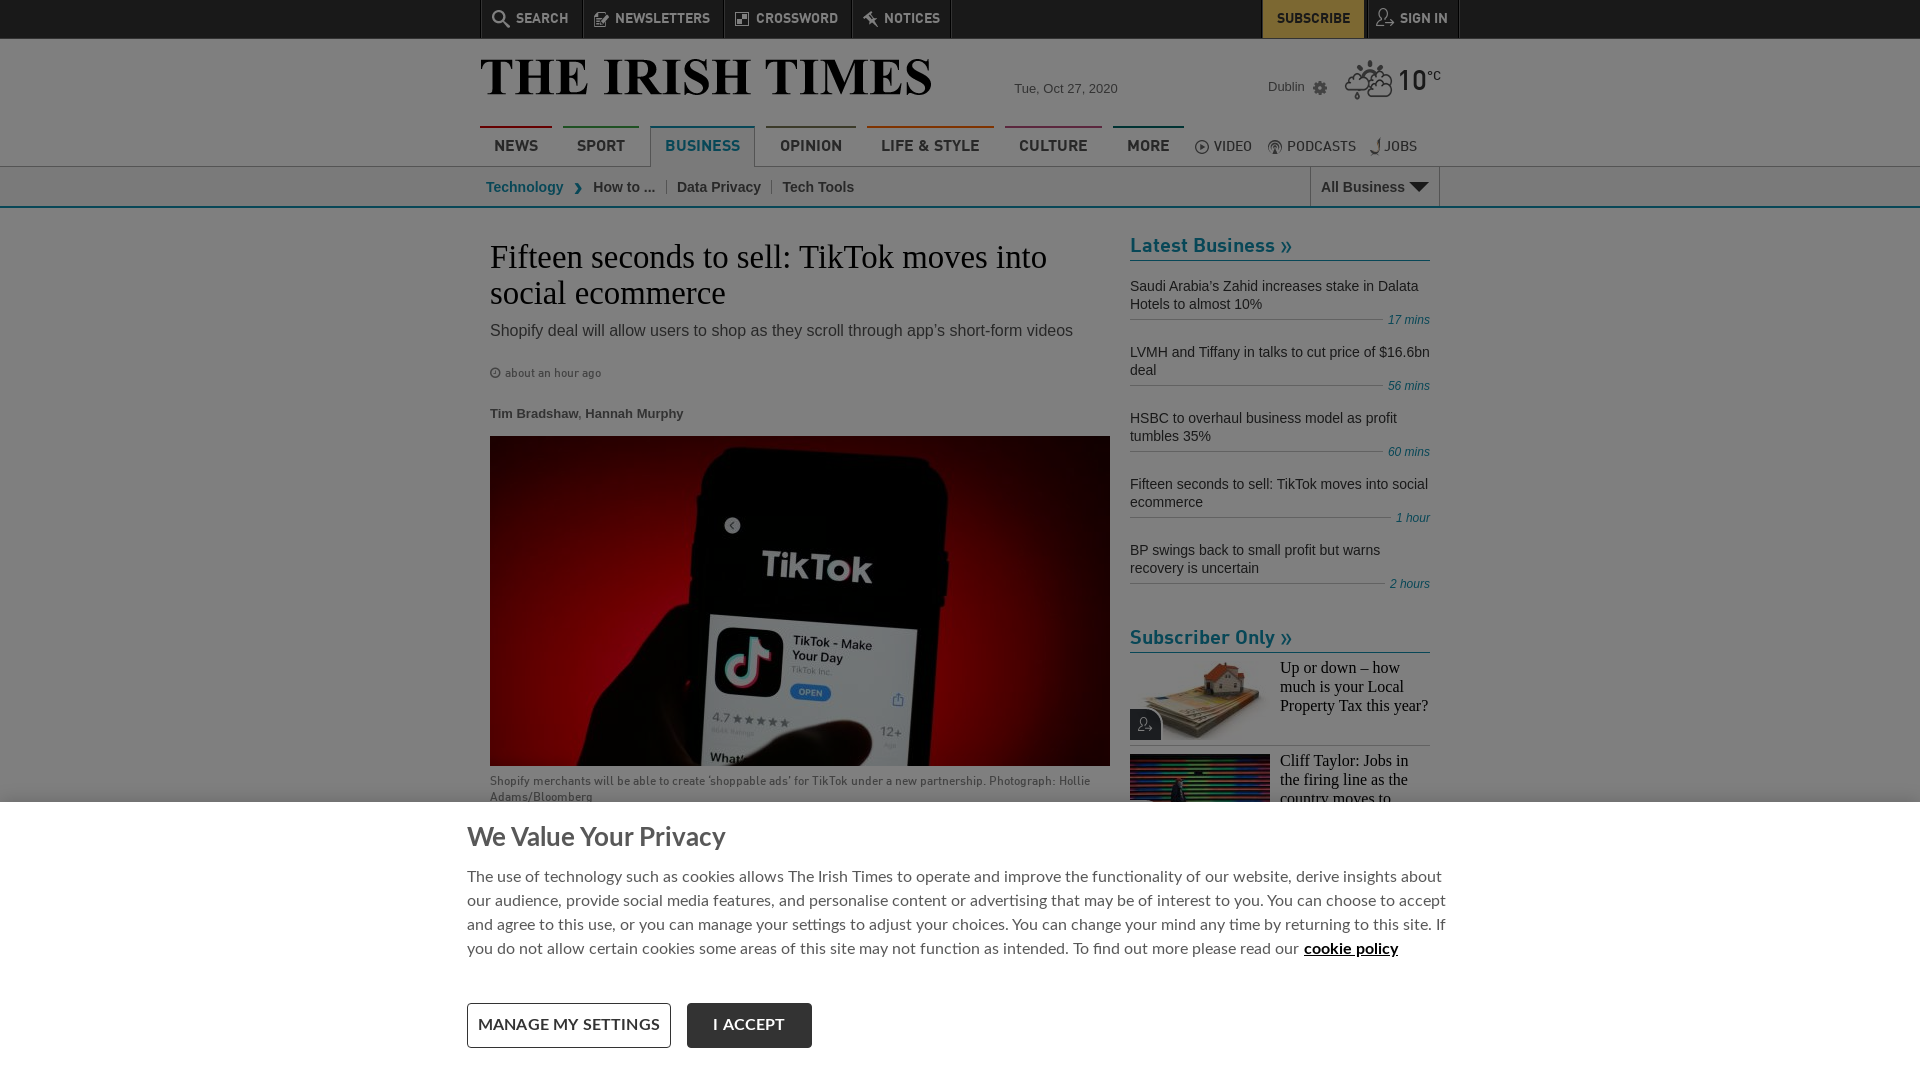 SEARCH
NEWSLETTERS
CROSSWORD
NOTICES
SUBSCRIBE
SIGN IN
THE IRISH TIMES
Tue, Oct 27, 2020
Dublin
10°C
NEWS
SPORT
BUSINESS
OPINION
LIFE & STYLE
CULTURE
MORE
VIDEO
PODCASTS
JOBS
Technology
How to ...
Data Privacy
Tech Tools
All Business
Fifteen seconds to sell: TikTok moves into
social ecommerce
Shopify deal will allow users to shop as they scroll through app’s short-form videos
about an hour ago
Tim Bradshaw, Hannah Murphy
TikTok
TikTok - Make
Your Day
TikTok Inc.
OPEN
4.7 ★★★★★
12+
Age
What'
Shopify merchants will be able to create ‘shoppable ads’ for TikTok under a new partnership. Photograph: Hollie
Adams/Bloomberg
Latest Business »
Saudi Arabia’s Zahid increases stake in Dalata
Hotels to almost 10%
17 mins
LVMH and Tiffany in talks to cut price of $16.6bn
deal
56 mins
HSBC to overhaul business model as profit
tumbles 35%
60 mins
Fifteen seconds to sell: TikTok moves into social
ecommerce
1 hour
BP swings back to small profit but warns
recovery is uncertain
2 hours
Subscriber Only »
Up or down – how
much is your Local
Property Tax this year?
Cliff Taylor: Jobs in
the firing line as the
country moves to
We Value Your Privacy
The use of technology such as cookies allows The Irish Times to operate and improve the functionality of our website, derive insights about
our audience, provide social media features, and personalise content or advertising that may be of interest to you. You can choose to accept
and agree to this use, or you can manage your settings to adjust your choices. You can change your mind any time by returning to this site. If
you do not allow certain cookies some areas of this site may not function as intended. To find out more please read our cookie policy
MANAGE MY SETTINGS
I ACCEPT